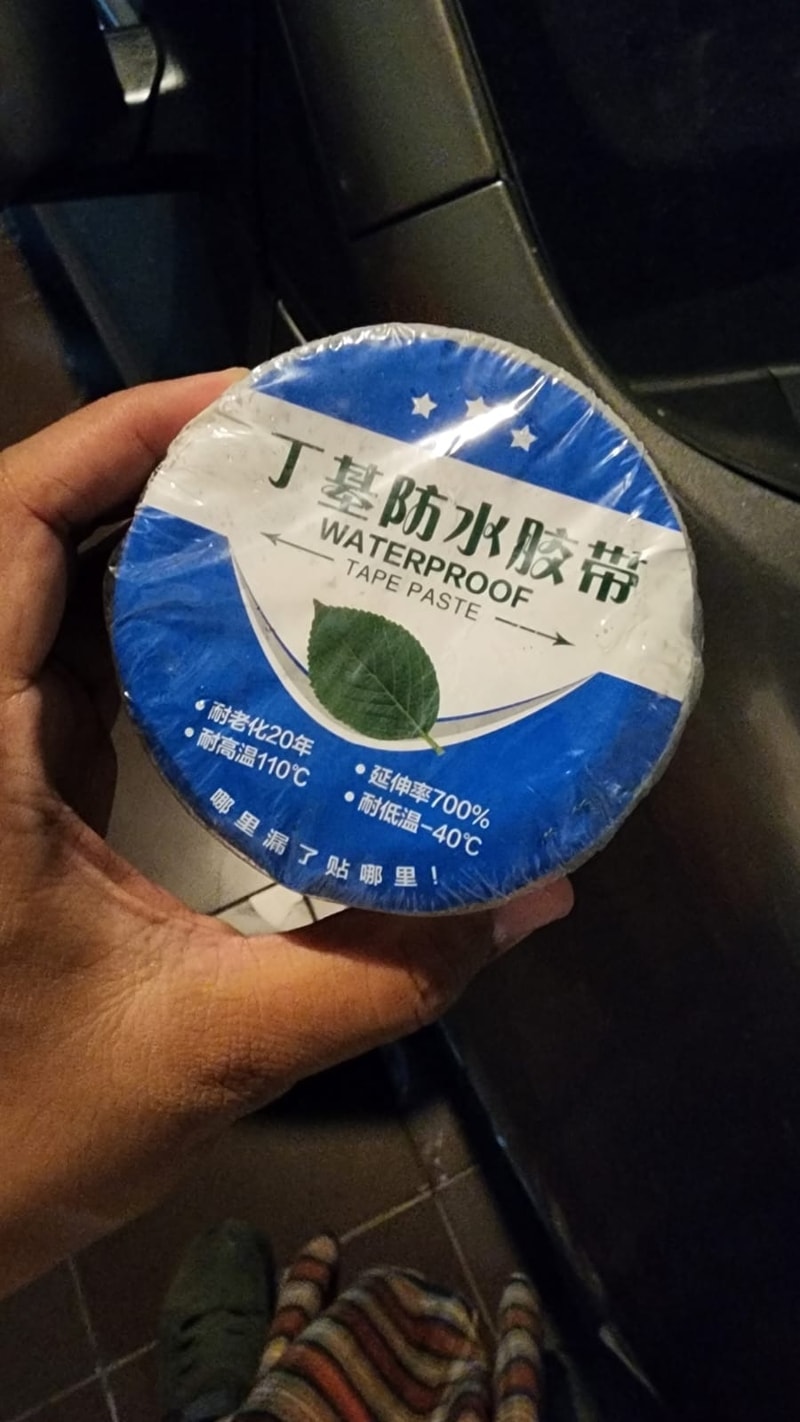 丁基防水胶带
WATERPROOF
TAPE PASTE
• 耐老化20年
• 耐高温110℃
• 延伸率700%
• 耐低温-40℃
哪里漏了贴哪里！